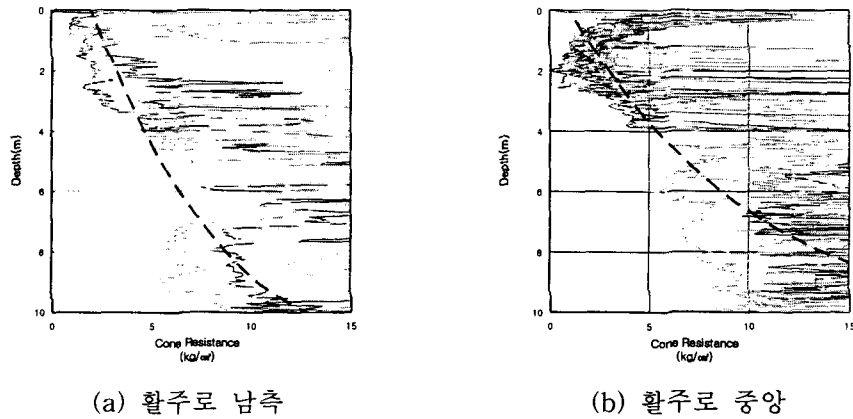 0
2
4
6
8
10
Depth(m)
0 5 10 15
Cone Resistance
(kg/㎠)
(a) 활주로 남측
0
2
4
6
8
10
Depth(m)
0 5 10 15
Cone Resistance
(kg/㎠)
(b) 활주로 중앙